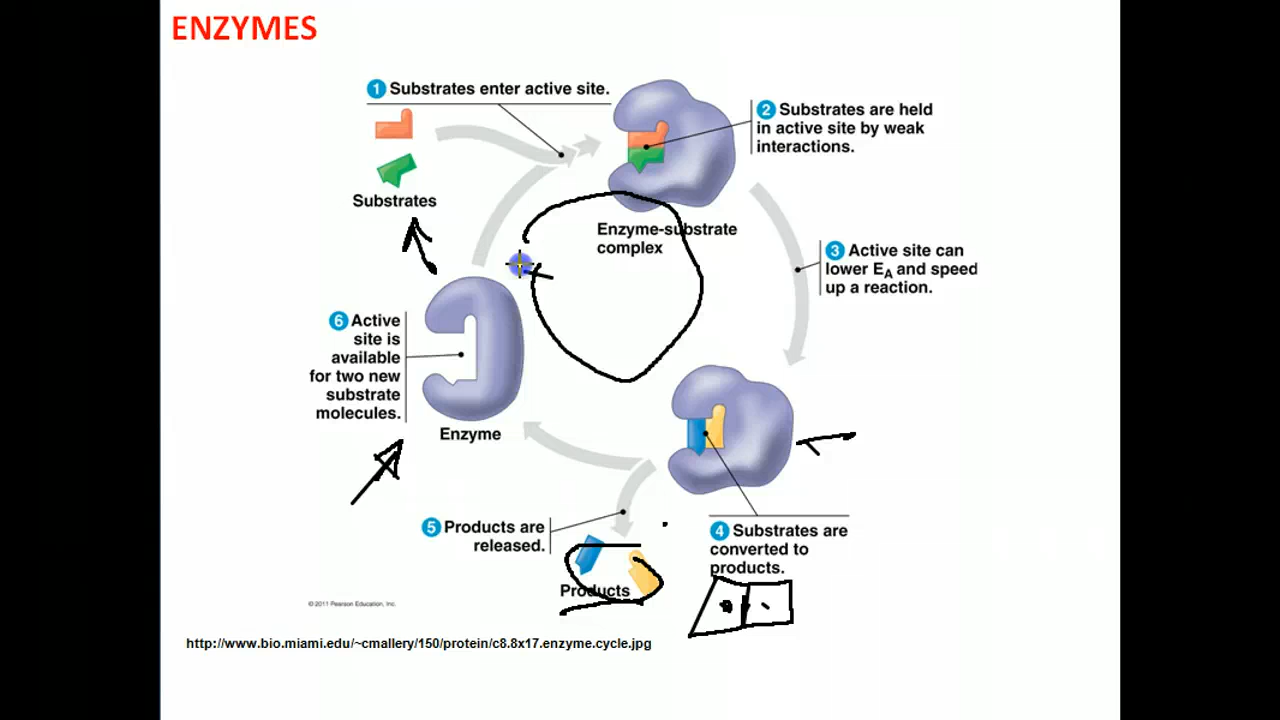 ENZYMES
1 Substrates enter active site.
2 Substrates are held
in active site by weak
interactions.
Substrates
Enzyme-substrate
complex
3 Active site can
lower EA and speed
up a reaction.
6 Active
site is
available
for two new
substrate
molecules.
Enzyme
5 Products are
released.
4 Substrates are
converted to
products.
Products
© 2011 Pearson Education, Inc.
http://www.bio.miami.edu/~cmallery/150/protein/c8.8x17.enzyme.cycle.jpg